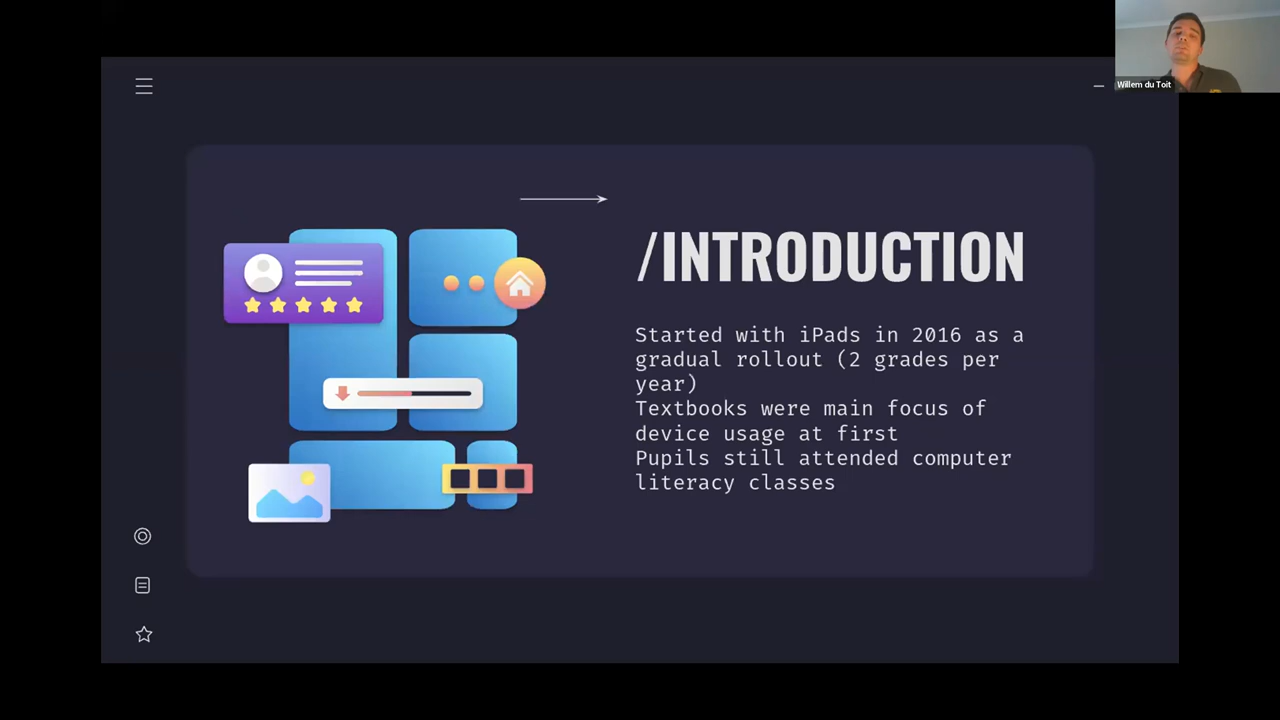 Willem du Toit
/INTRODUCTION
Started with iPads in 2016 as a
gradual rollout (2 grades per
year)
Textbooks were main focus of
device usage at first
Pupils still attended computer
literacy classes